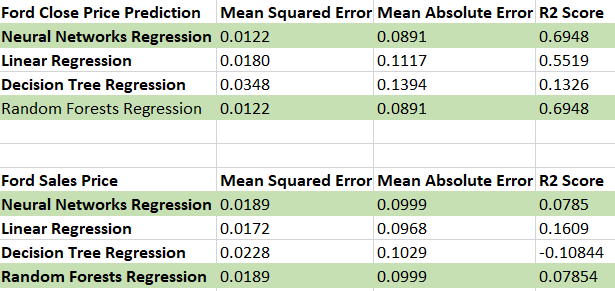 Ford Close Price Prediction Mean Squared Error Mean Absolute Error R2 Score
Neural Networks Regression 0.0122 0.0891 0.6948
Linear Regression 0.0180 0.1117 0.5519
Decision Tree Regression 0.0348 0.1394 0.1326
Random Forests Regression 0.0122 0.0891 0.6948
Ford Sales Price Mean Squared Error Mean Absolute Error R2 Score
Neural Networks Regression 0.0189 0.0999 0.0785
Linear Regression 0.0172 0.0968 0.1609
Decision Tree Regression 0.0228 0.1029 -0.10844
Random Forests Regression 0.0189 0.0999 0.07854